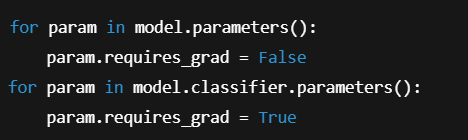 for param in model.parameters():
    param.requires_grad = False
for param in model.classifier.parameters():
    param.requires_grad = True